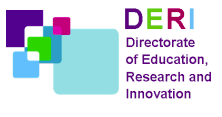 DERI
Directorate
of Education,
Research and
Innovation